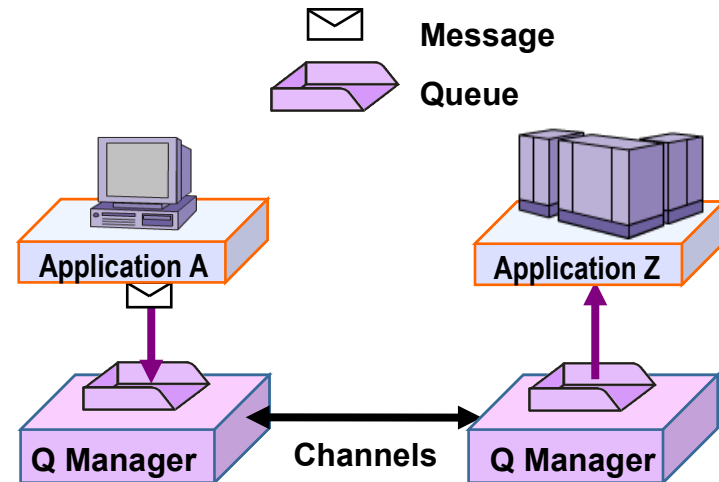 Message
Queue
Application A
Application Z
Q Manager
Channels
Q Manager